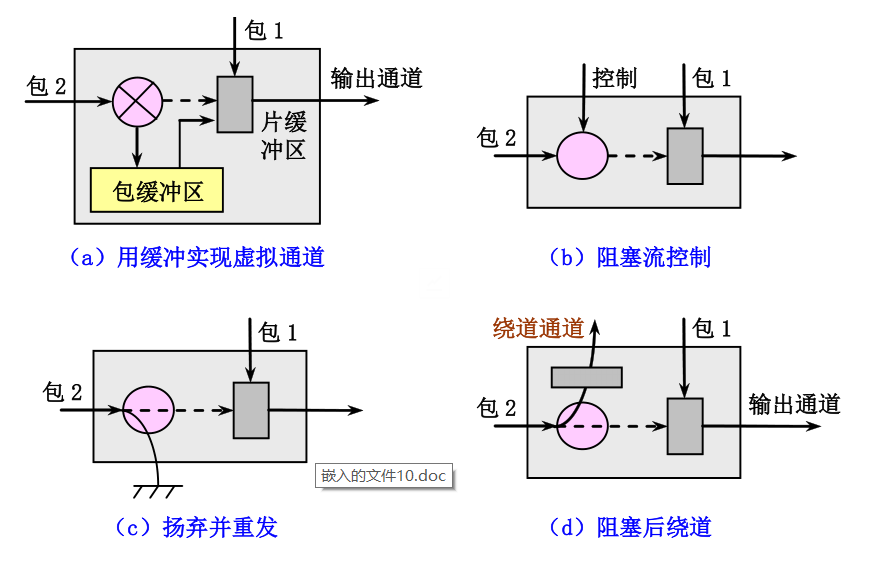 包 1
包 2
输出通道
片缓
冲区
包缓冲区
(a)用缓冲实现虚拟通道
控制
包 1
包 2
(b)阻塞流控制
包 1
包 2
嵌入的文件10.doc
(c)扬弃并重发
绕道通道
包 1
包 2
输出通道
(d)阻塞后绕道